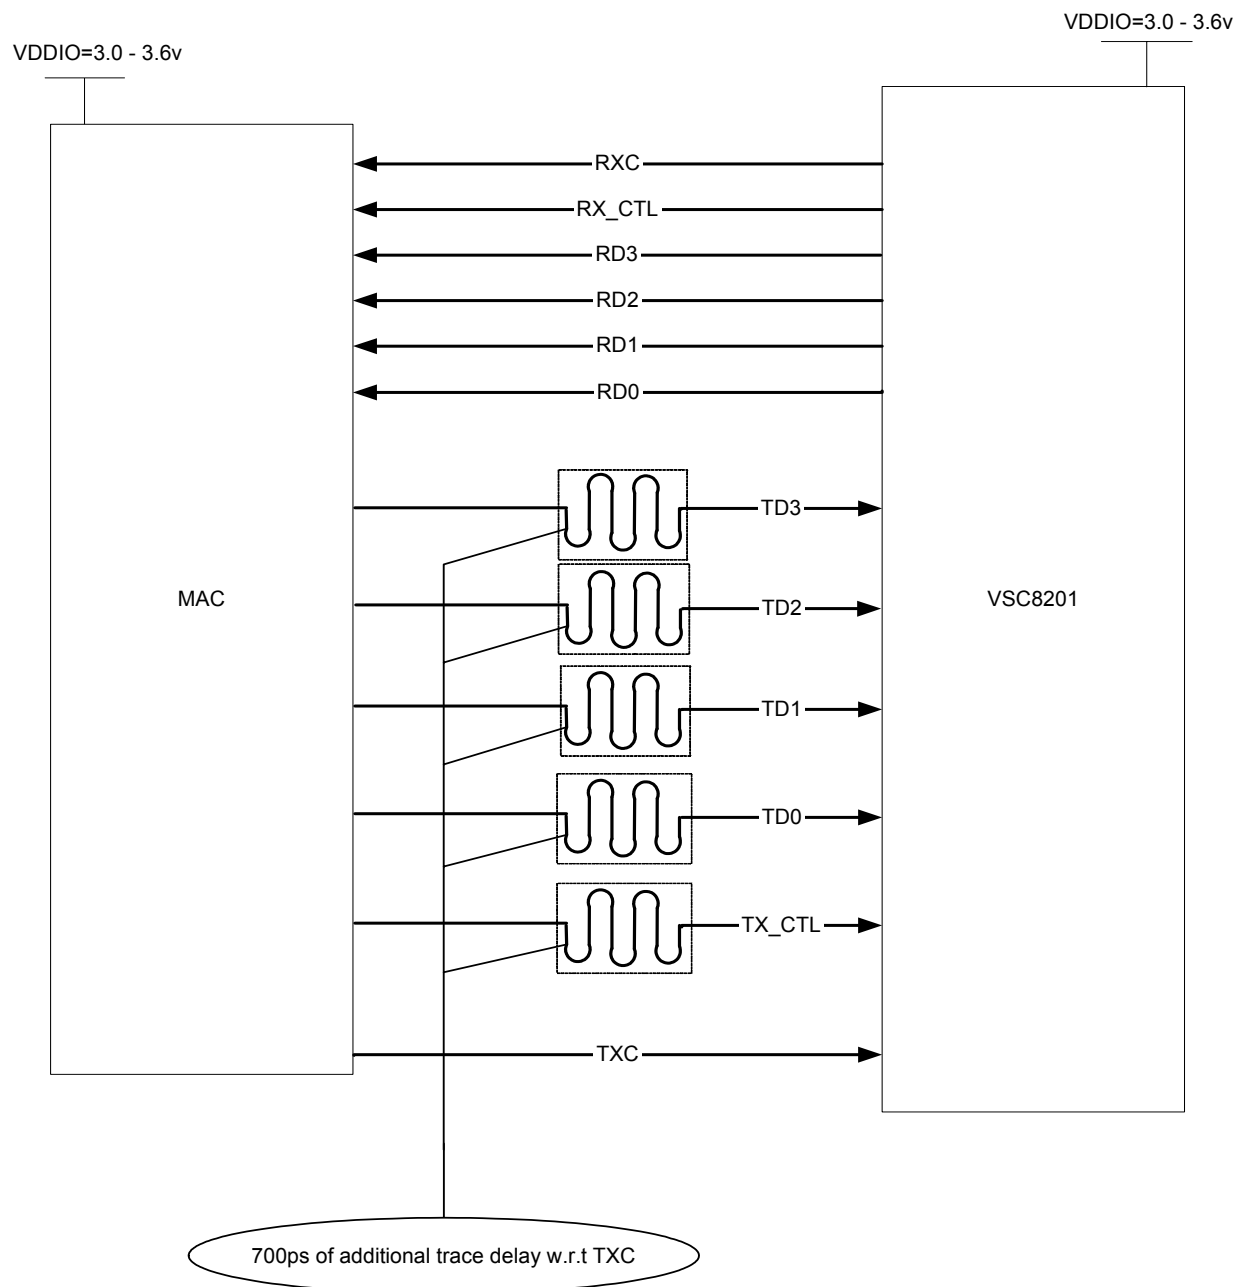 VDDIO=3.0 - 3.6v
VDDIO=3.0 - 3.6v
RXC
RX_CTL
RD3
RD2
RD1
RD0
TD3
MAC
TD2
VSC8201
TD1
TD0
TX_CTL
TXC
700ps of additional trace delay w.r.t TXC